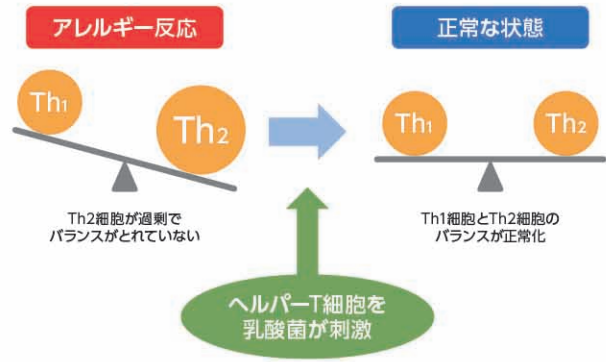 アレルギー反応
正常な状態
Th1
Th2
Th1
Th2
Th2細胞が過剰で
バランスがとれていない
Th1細胞とTh2細胞の
バランスが正常化
ヘルパーT細胞を
乳酸菌が刺激